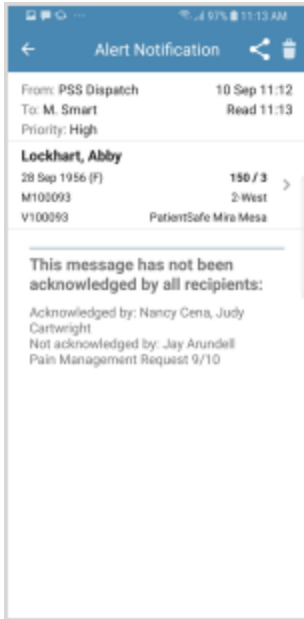 97% 11:13 AM
Alert Notification
From: PSS Dispatch 10 Sep 11:12
To: M. Smart Read 11:13
Priority: High
Lockhart, Abby
28 Sep 1956 (F) 150 / 3
M100093 2-West
V100093 PatientSafe Mira Mesa
This message has not been
acknowledged by all recipients:
Acknowledged by: Nancy Cena, Judy
Cartwright
Not acknowledged by: Jay Arundell
Pain Management Request 9/10